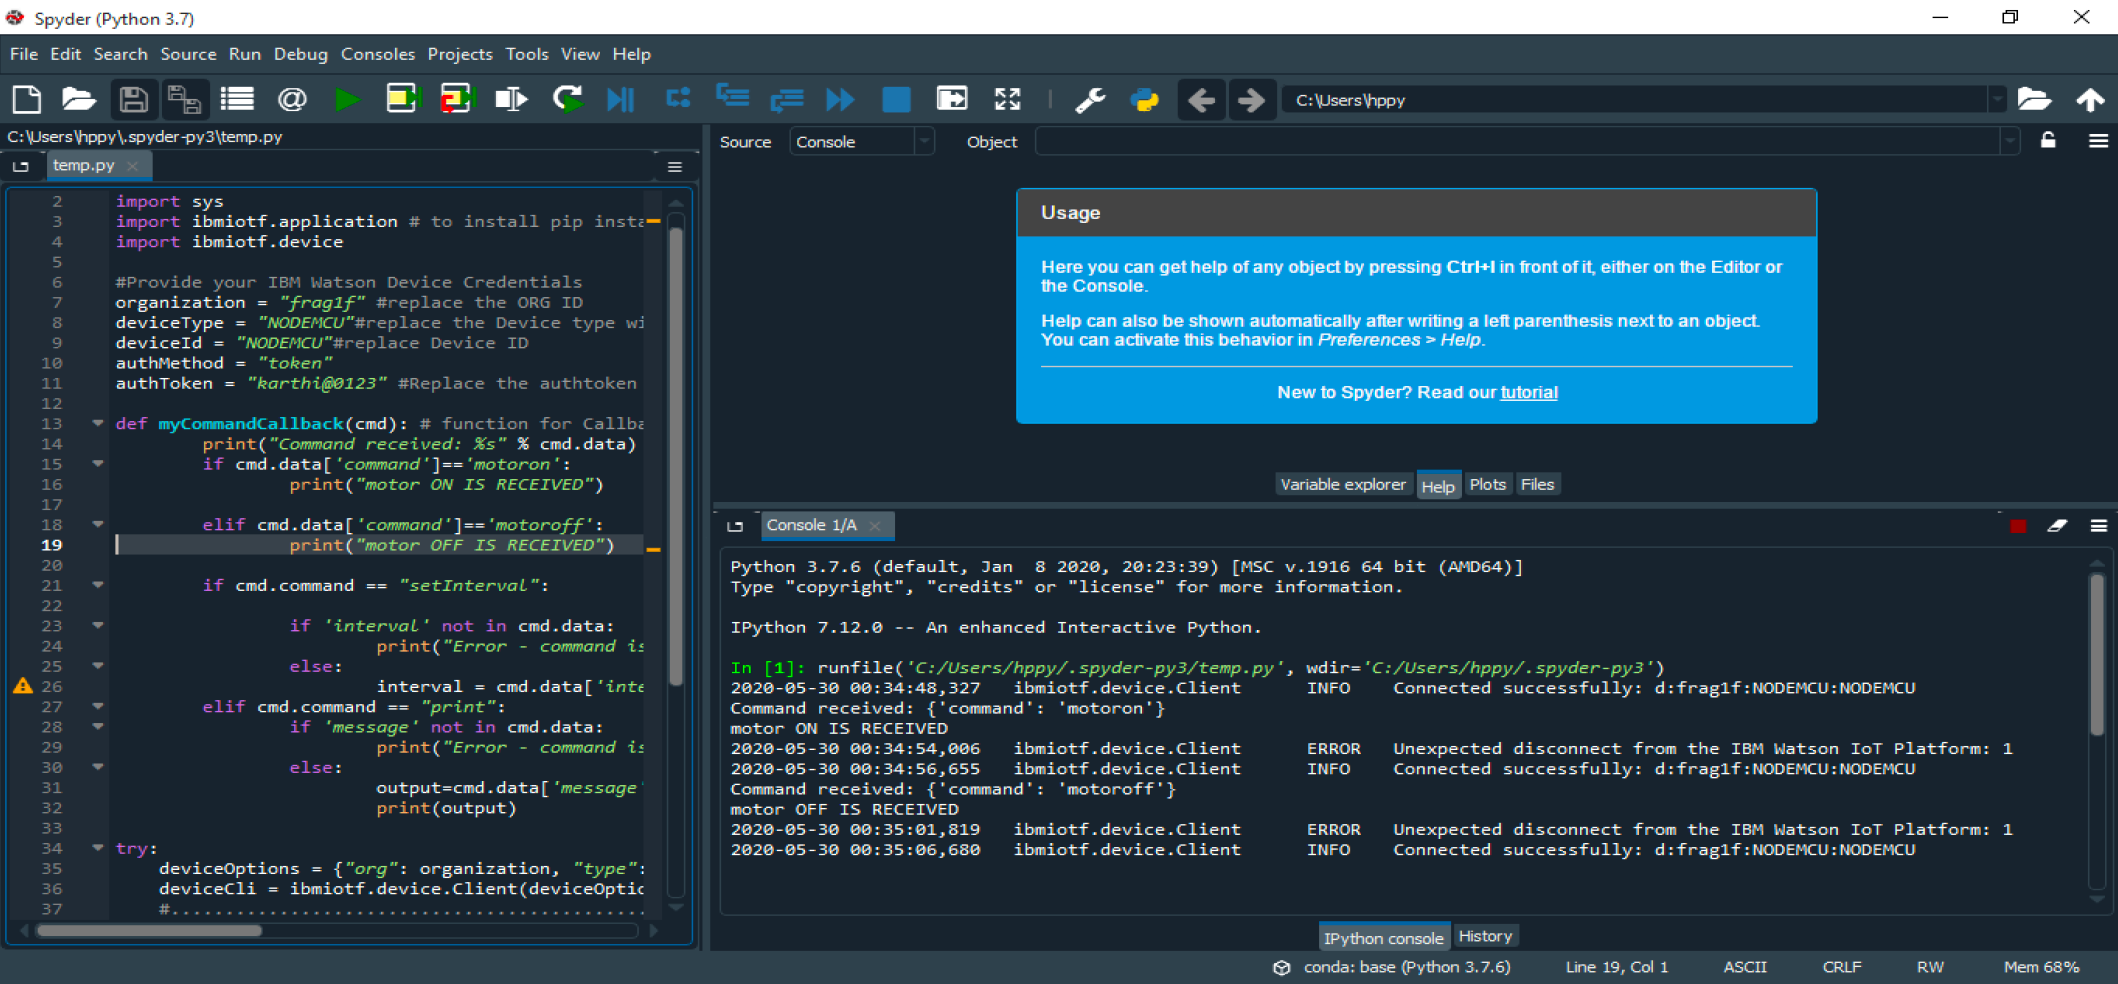 Spyder (Python 3.7)
File Edit Search Source Run Debug Consoles Projects Tools View Help
C:\Users\hppy
C:\Users\hppy\.spyder-py3\temp.py
temp.py
2 import sys
3 import ibmiotf.application # to install pip insta
4 import ibmiotf.device
5
6 #Provide your IBM Watson Device Credentials
7 organization = "frag1f" #replace the ORG ID
8 deviceType = "NODEMCU"#replace the Device type wi
9 deviceId = "NODEMCU"#replace Device ID
10 authMethod = "token"
11 authToken = "karthi@0123" #Replace the authtoken
12
13 def myCommandCallback(cmd): # function for Callba
14 print("Command received: %s" % cmd.data)
15 if cmd.data['command']=='motoron':
16 print("motor ON IS RECEIVED")
17
18 elif cmd.data['command']=='motoroff':
19 print("motor OFF IS RECEIVED")
20
21 if cmd.command == "setInterval":
22
23 if 'interval' not in cmd.data:
24 print("Error - command is
25 else:
26 interval = cmd.data['inte
27 elif cmd.command == "print":
28 if 'message' not in cmd.data:
29 print("Error - command is
30 else:
31 output=cmd.data['message'
32 print(output)
33
34 try:
35 deviceOptions = {"org": organization, "type":
36 deviceCli = ibmiotf.device.Client(deviceOptio
37 #............................................
Source Console Object
Usage
Here you can get help of any object by pressing Ctrl+I in front of it, either on the Editor or
the Console.
Help can also be shown automatically after writing a left parenthesis next to an object.
You can activate this behavior in Preferences > Help.
New to Spyder? Read our tutorial
Variable explorer Help Plots Files
Console 1/A
Python 3.7.6 (default, Jan  8 2020, 20:23:39) [MSC v.1916 64 bit (AMD64)]
Type "copyright", "credits" or "license" for more information.
IPython 7.12.0 -- An enhanced Interactive Python.
In [1]: runfile('C:/Users/hppy/.spyder-py3/temp.py', wdir='C:/Users/hppy/.spyder-py3')
2020-05-30 00:34:48,327 ibmiotf.device.Client INFO Connected successfully: d:frag1f:NODEMCU:NODEMCU
Command received: {'command': 'motoron'}
motor ON IS RECEIVED
2020-05-30 00:34:54,006 ibmiotf.device.Client ERROR Unexpected disconnect from the IBM Watson IoT Platform: 1
2020-05-30 00:34:56,655 ibmiotf.device.Client INFO Connected successfully: d:frag1f:NODEMCU:NODEMCU
Command received: {'command': 'motoroff'}
motor OFF IS RECEIVED
2020-05-30 00:35:01,819 ibmiotf.device.Client ERROR Unexpected disconnect from the IBM Watson IoT Platform: 1
2020-05-30 00:35:06,680 ibmiotf.device.Client INFO Connected successfully: d:frag1f:NODEMCU:NODEMCU
IPython console History
conda: base (Python 3.7.6) Line 19, Col 1 ASCII CRLF RW Mem 68%